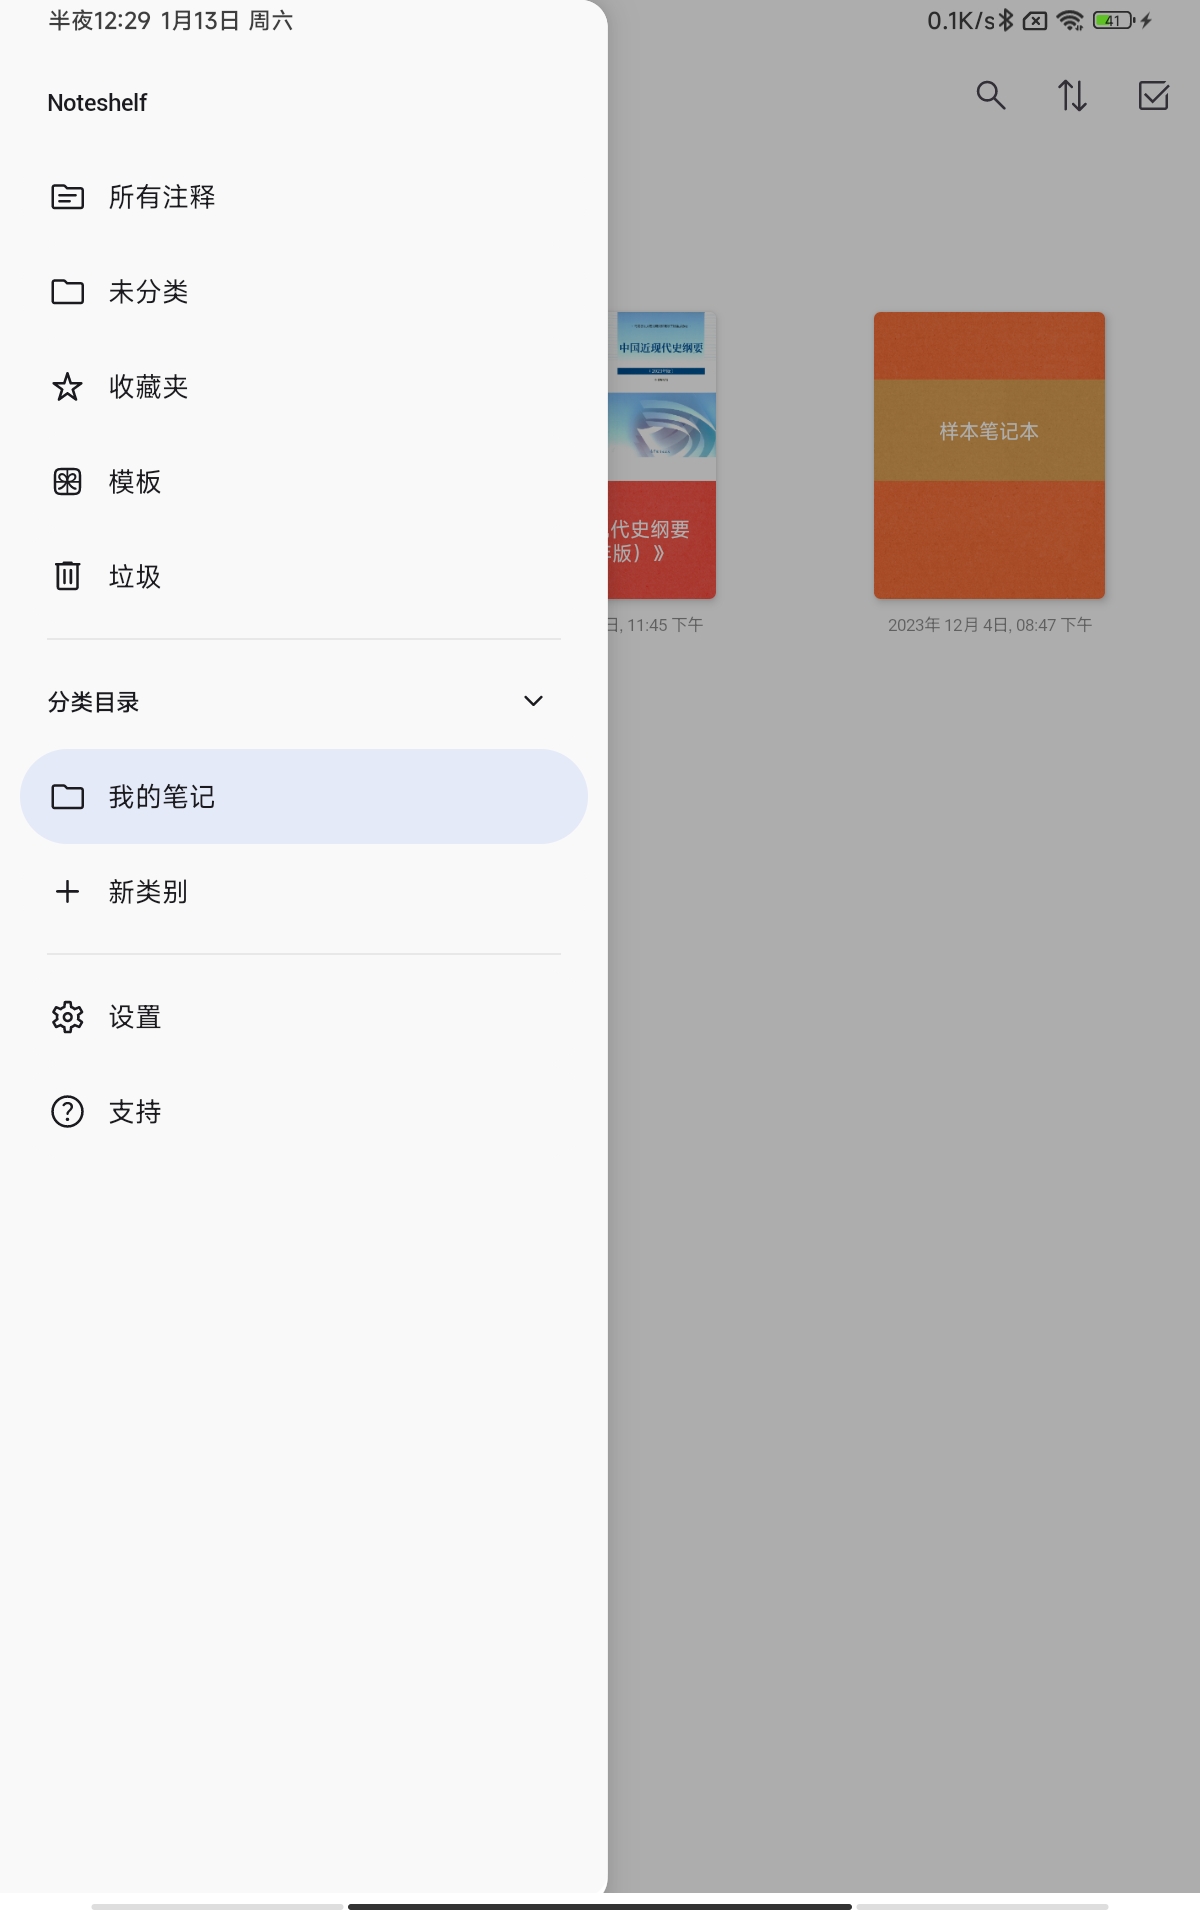 半夜12:29 1月13日 周六
0.1K/s
41
Noteshelf
所有注释
未分类
收藏夹
模板
垃圾
分类目录
我的笔记
新类别
设置
支持
中国近现代史纲要
代史纲要
版）》
日, 11:45 下午
样本笔记本
2023年 12月 4日, 08:47 下午